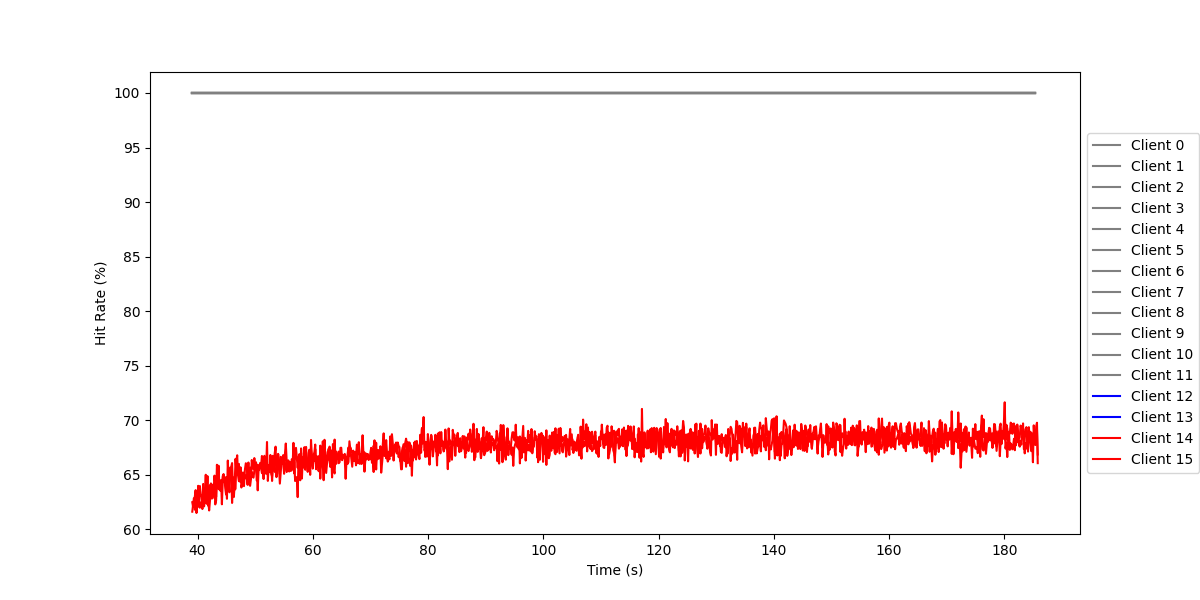 100
95
90
85
80
75
70
65
60
Hit Rate (%)
40 60 80 100 120 140 160 180
Time (s)
Client 0
Client 1
Client 2
Client 3
Client 4
Client 5
Client 6
Client 7
Client 8
Client 9
Client 10
Client 11
Client 12
Client 13
Client 14
Client 15